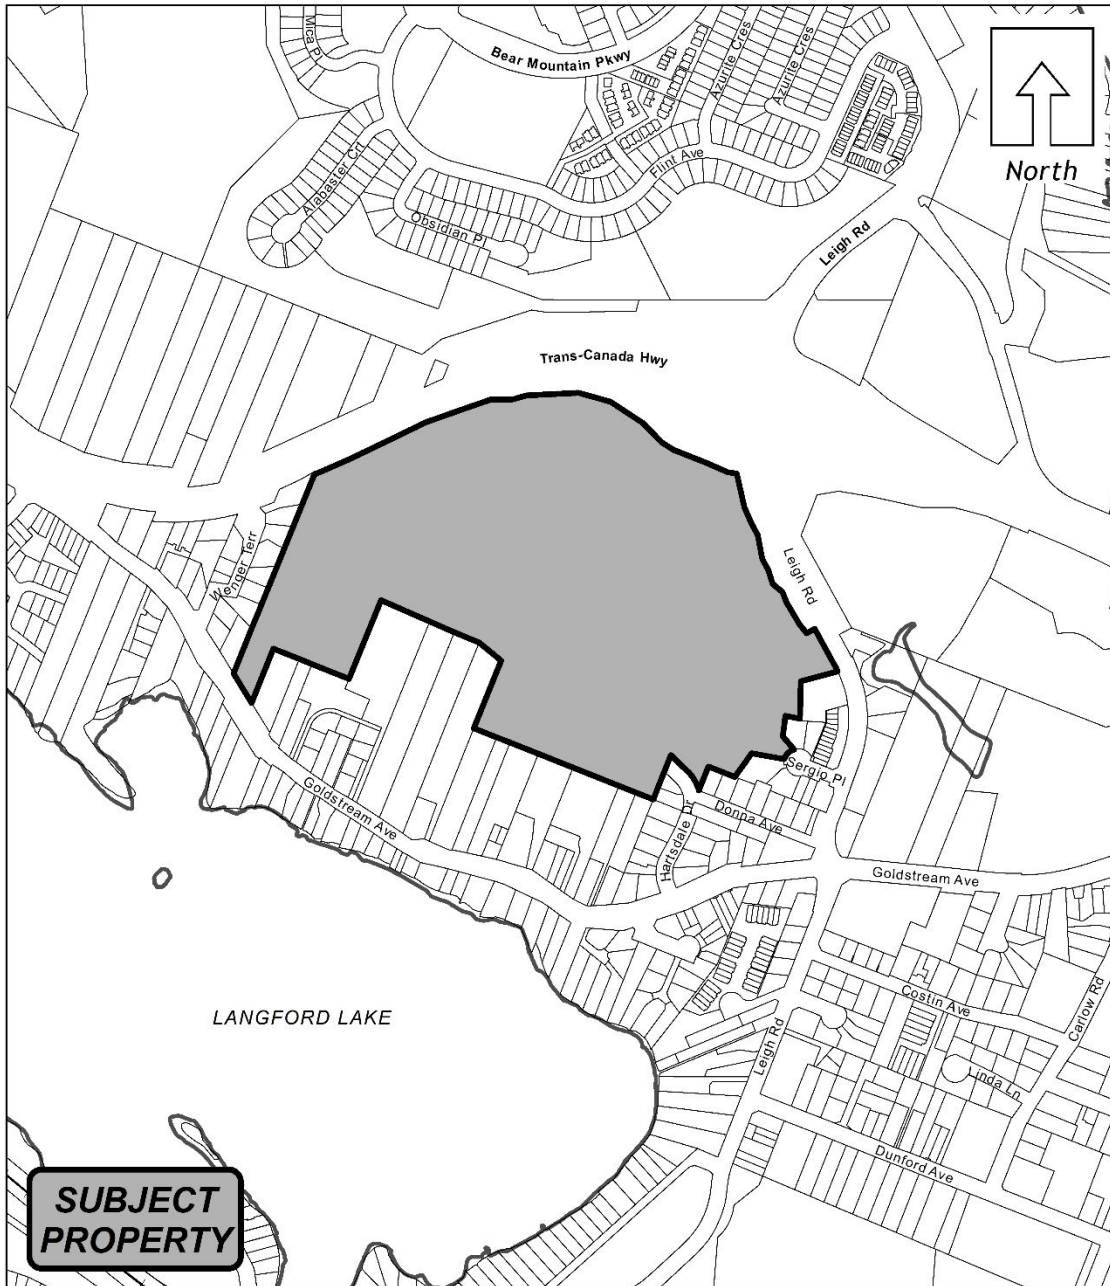 Mica Pl
Bear Mountain Pkwy
Azurite Cres
Azurite Cres
North
Flint Ave
Alabaster Crt
Obsidian Pl
Leigh Rd
Trans-Canada Hwy
Wenger Terr
Leigh Rd
Sergio Pl
Goldstream Ave
Donna Ave
Hartsdale Dr
Goldstream Ave
LANGFORD LAKE
Costin Ave
Carlow Rd
Leigh Rd
Linda Ln
Dunford Ave
SUBJECT
PROPERTY